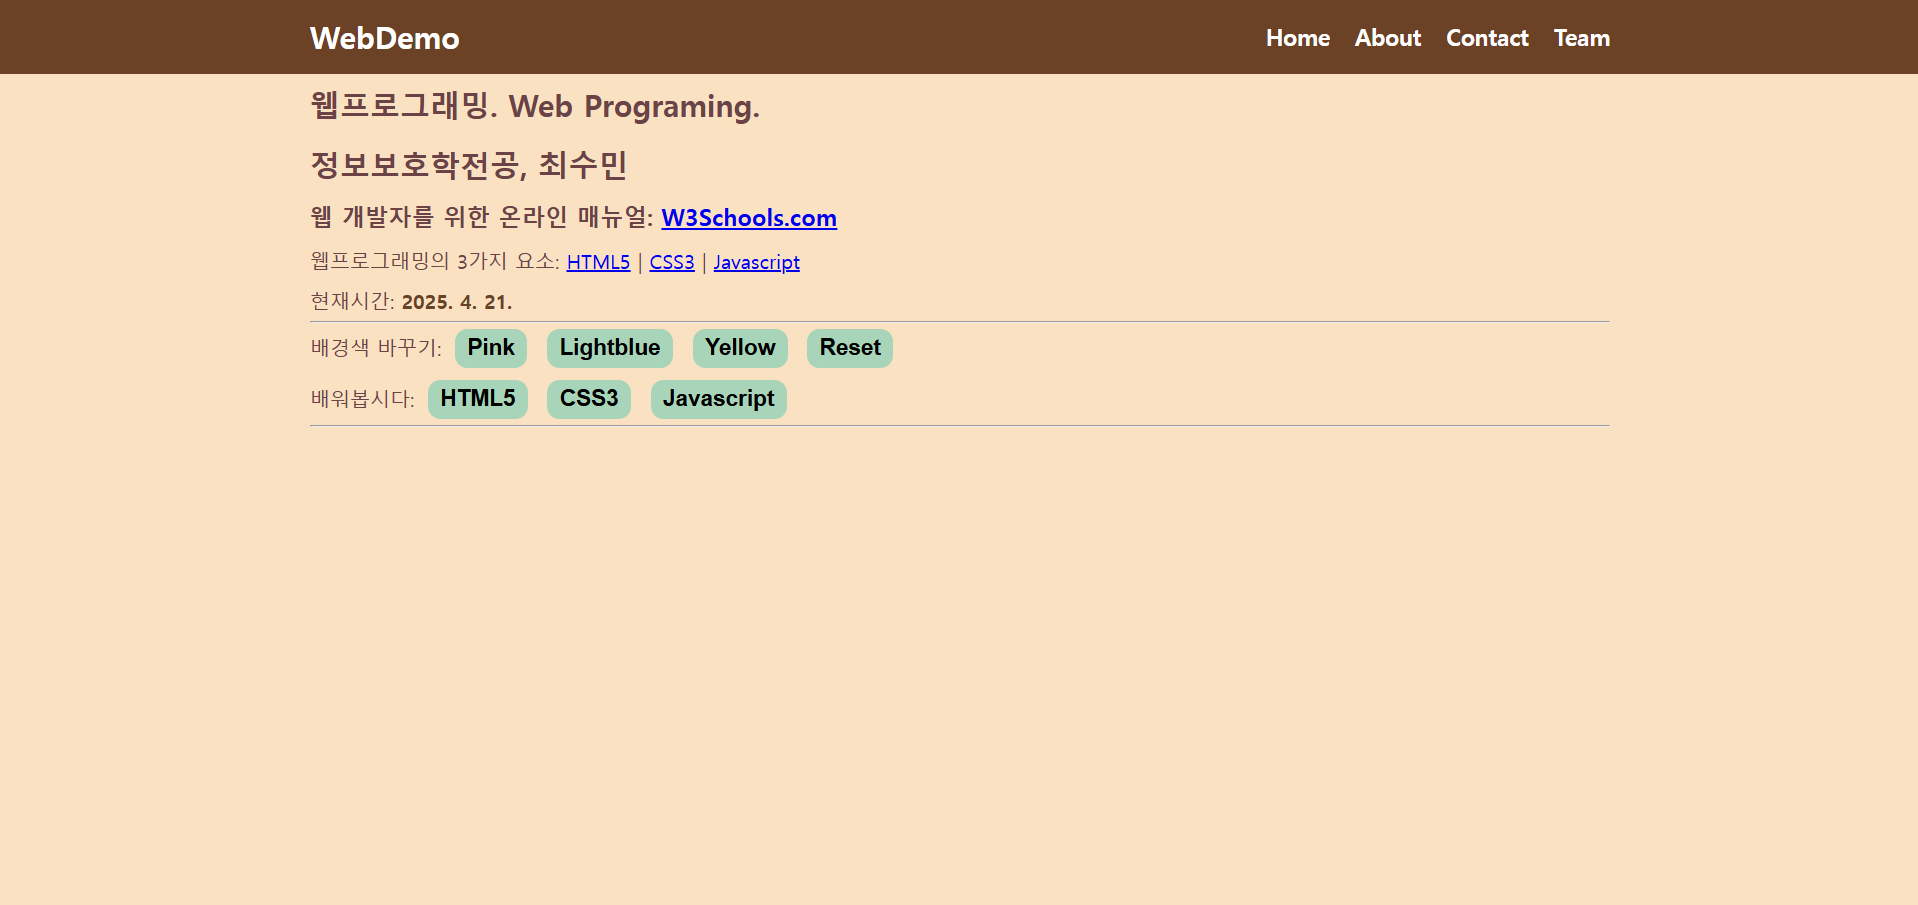 WebDemo Home About Contact Team
웹프로그래밍. Web Programing.
정보보호학전공, 최수민
웹 개발자를 위한 온라인 매뉴얼: W3Schools.com
웹프로그래밍의 3가지 요소: HTML5 | CSS3 | Javascript
현재시간: 2025. 4. 21.
배경색 바꾸기: Pink Lightblue Yellow Reset
배워봅시다: HTML5 CSS3 Javascript